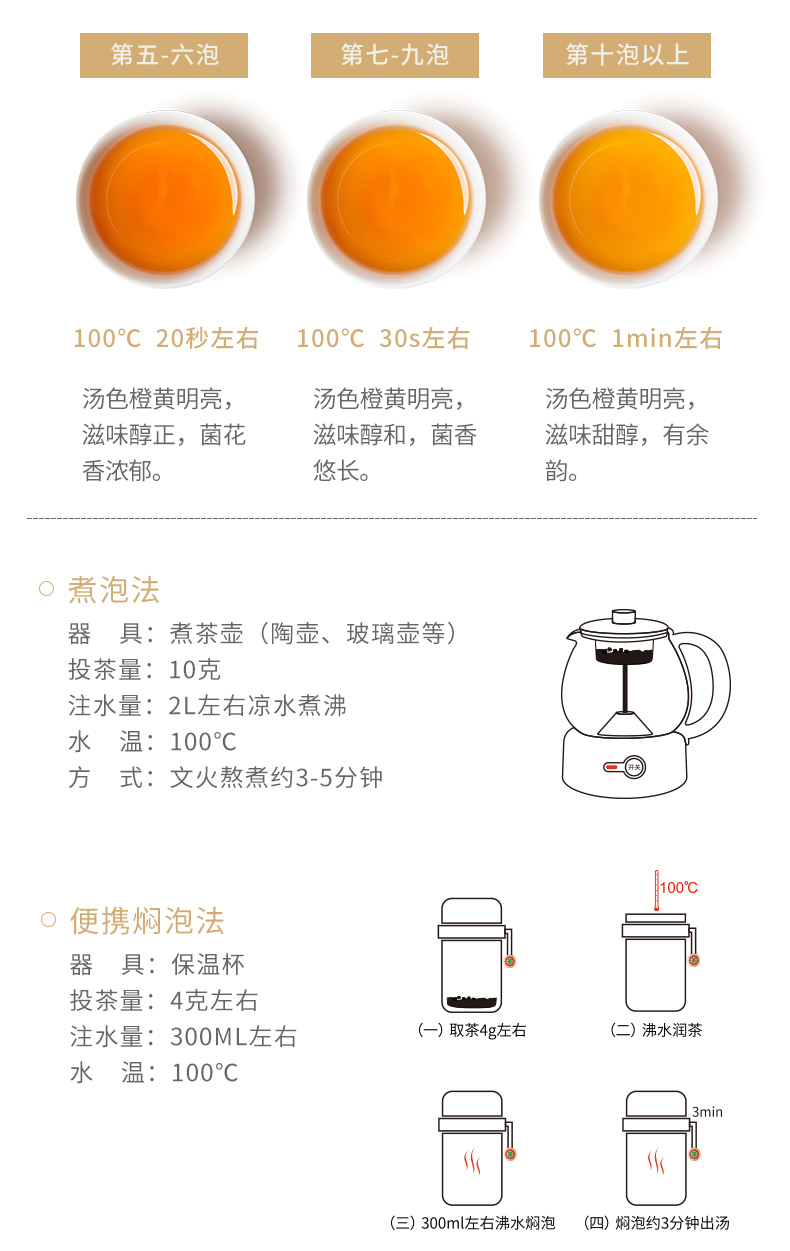 第五-六泡
第七-九泡
第十泡以上
100℃ 20秒左右
100℃ 30s左右
100℃ 1min左右
汤色橙黄明亮，
滋味醇正，菌花
香浓郁。
汤色橙黄明亮，
滋味醇和，菌香
悠长。
汤色橙黄明亮，
滋味甜醇，有余
韵。
煮泡法
器 具：煮茶壶（陶壶、玻璃壶等）
投茶量：10克
注水量：2L左右凉水煮沸
水 温：100℃
方 式：文火熬煮约3-5分钟
开关
便携焖泡法
器 具：保温杯
投茶量：4克左右
注水量：300ML左右
水 温：100℃
100℃
（一）取茶4g左右
（二）沸水润茶
3min
（三）300ml左右沸水焖泡
（四）焖泡约3分钟出汤